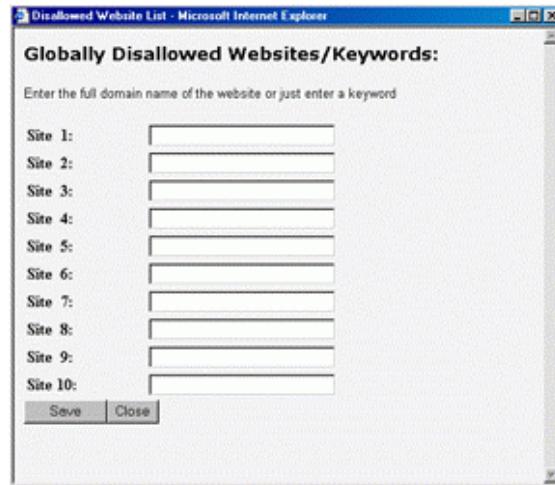 Disallowed Website List - Microsoft Internet Explorer
Globally Disallowed Websites/Keywords:
Enter the full domain name of the website or just enter a keyword
Site 1:
Site 2:
Site 3:
Site 4:
Site 5:
Site 6:
Site 7:
Site 8:
Site 9:
Site 10:
Save Close